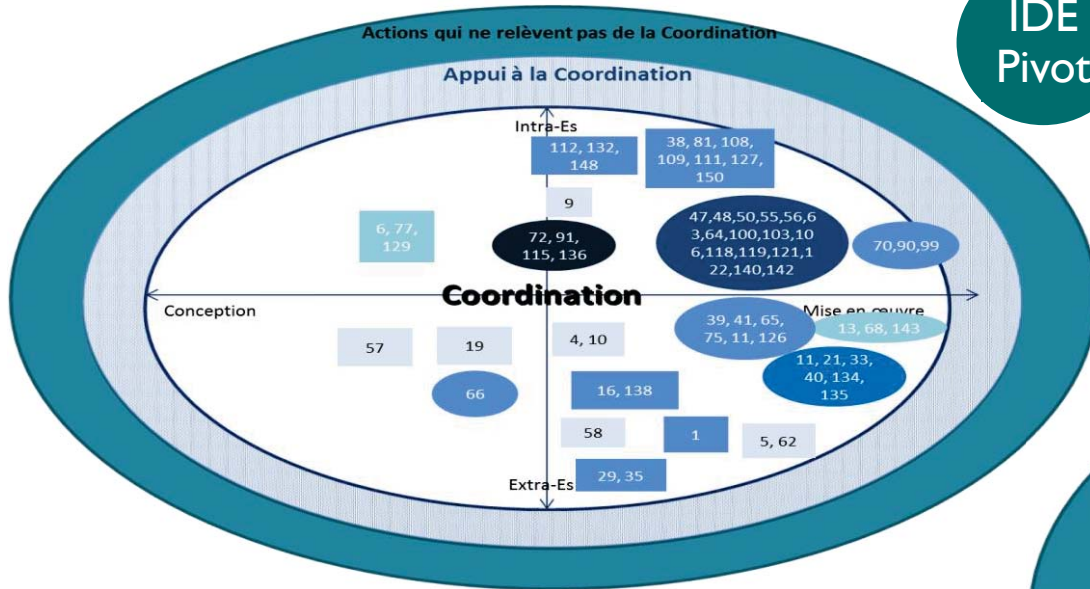 IDE
Pivot
Actions qui ne relèvent pas de la Coordination
Appui à la Coordination
Intra-Es
112, 132,
148
38, 81, 108,
109, 111, 127,
150
9
6, 77,
129
72, 91,
115, 136
47,48,50,55,56,6
3,64,100,103,10
6,118,119,121,1
22,140,142
70,90,99
Coordination
Conception
Mise en œuvre
39, 41, 65,
75, 11, 126
13, 68, 143
57
19
4, 10
11, 21, 33,
40, 134,
135
66
16, 138
58
1
5, 62
Extra-Es
29, 35